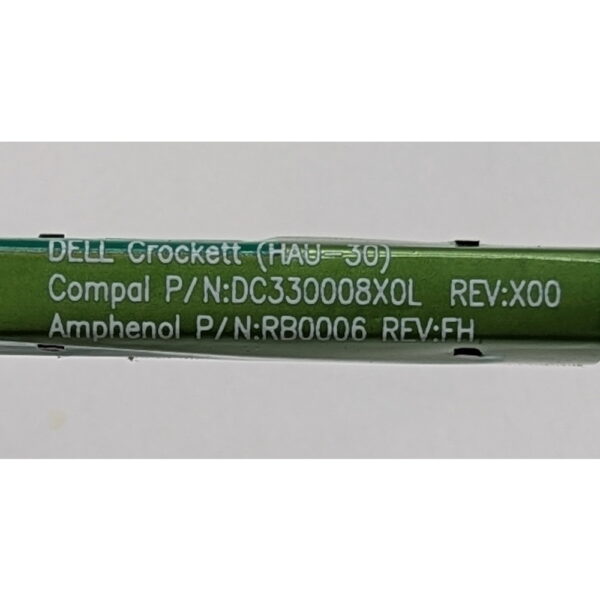 DELL Crockett (HAU-30)
Compal P/N:DC330008X0L REV:X00
Amphenol P/N:RB0006 REV:FH